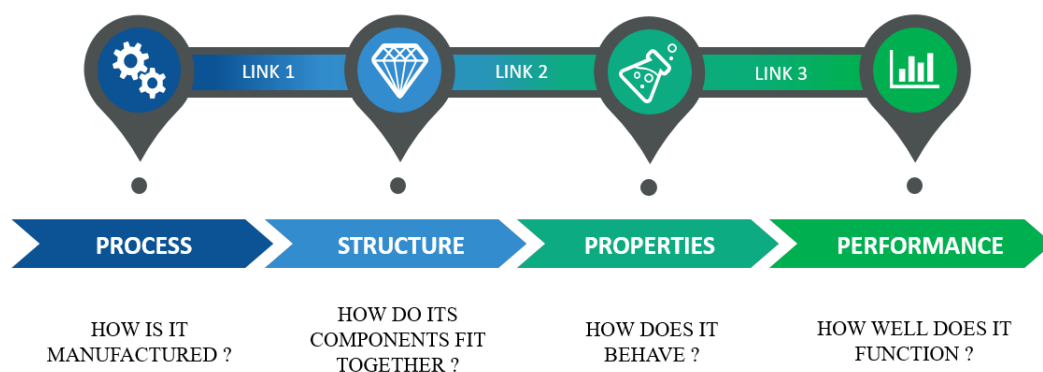 LINK 1
LINK 2
LINK 3
PROCESS
STRUCTURE
PROPERTIES
PERFORMANCE
HOW IS IT
MANUFACTURED ?
HOW DO ITS
COMPONENTS FIT
TOGETHER ?
HOW DOES IT
BEHAVE ?
HOW WELL DOES IT
FUNCTION ?